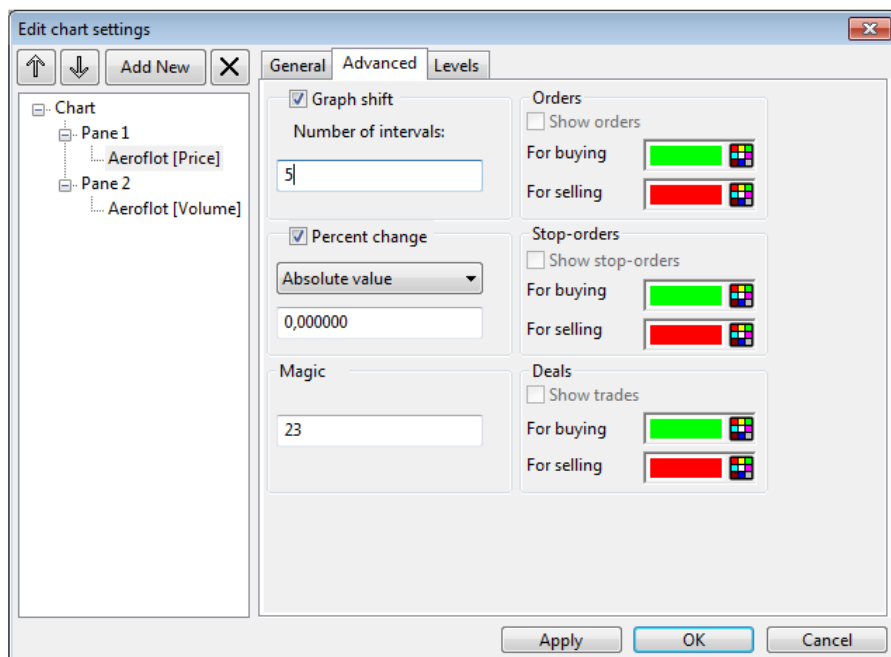 Edit chart settings
Add New
Chart
Pane 1
Aeroflot [Price]
Pane 2
Aeroflot [Volume]
General Advanced Levels
Graph shift
Number of intervals:
5
Percent change
Absolute value
0,000000
Magic
23
Orders
Show orders
For buying
For selling
Stop-orders
Show stop-orders
For buying
For selling
Deals
Show trades
For buying
For selling
Apply OK Cancel